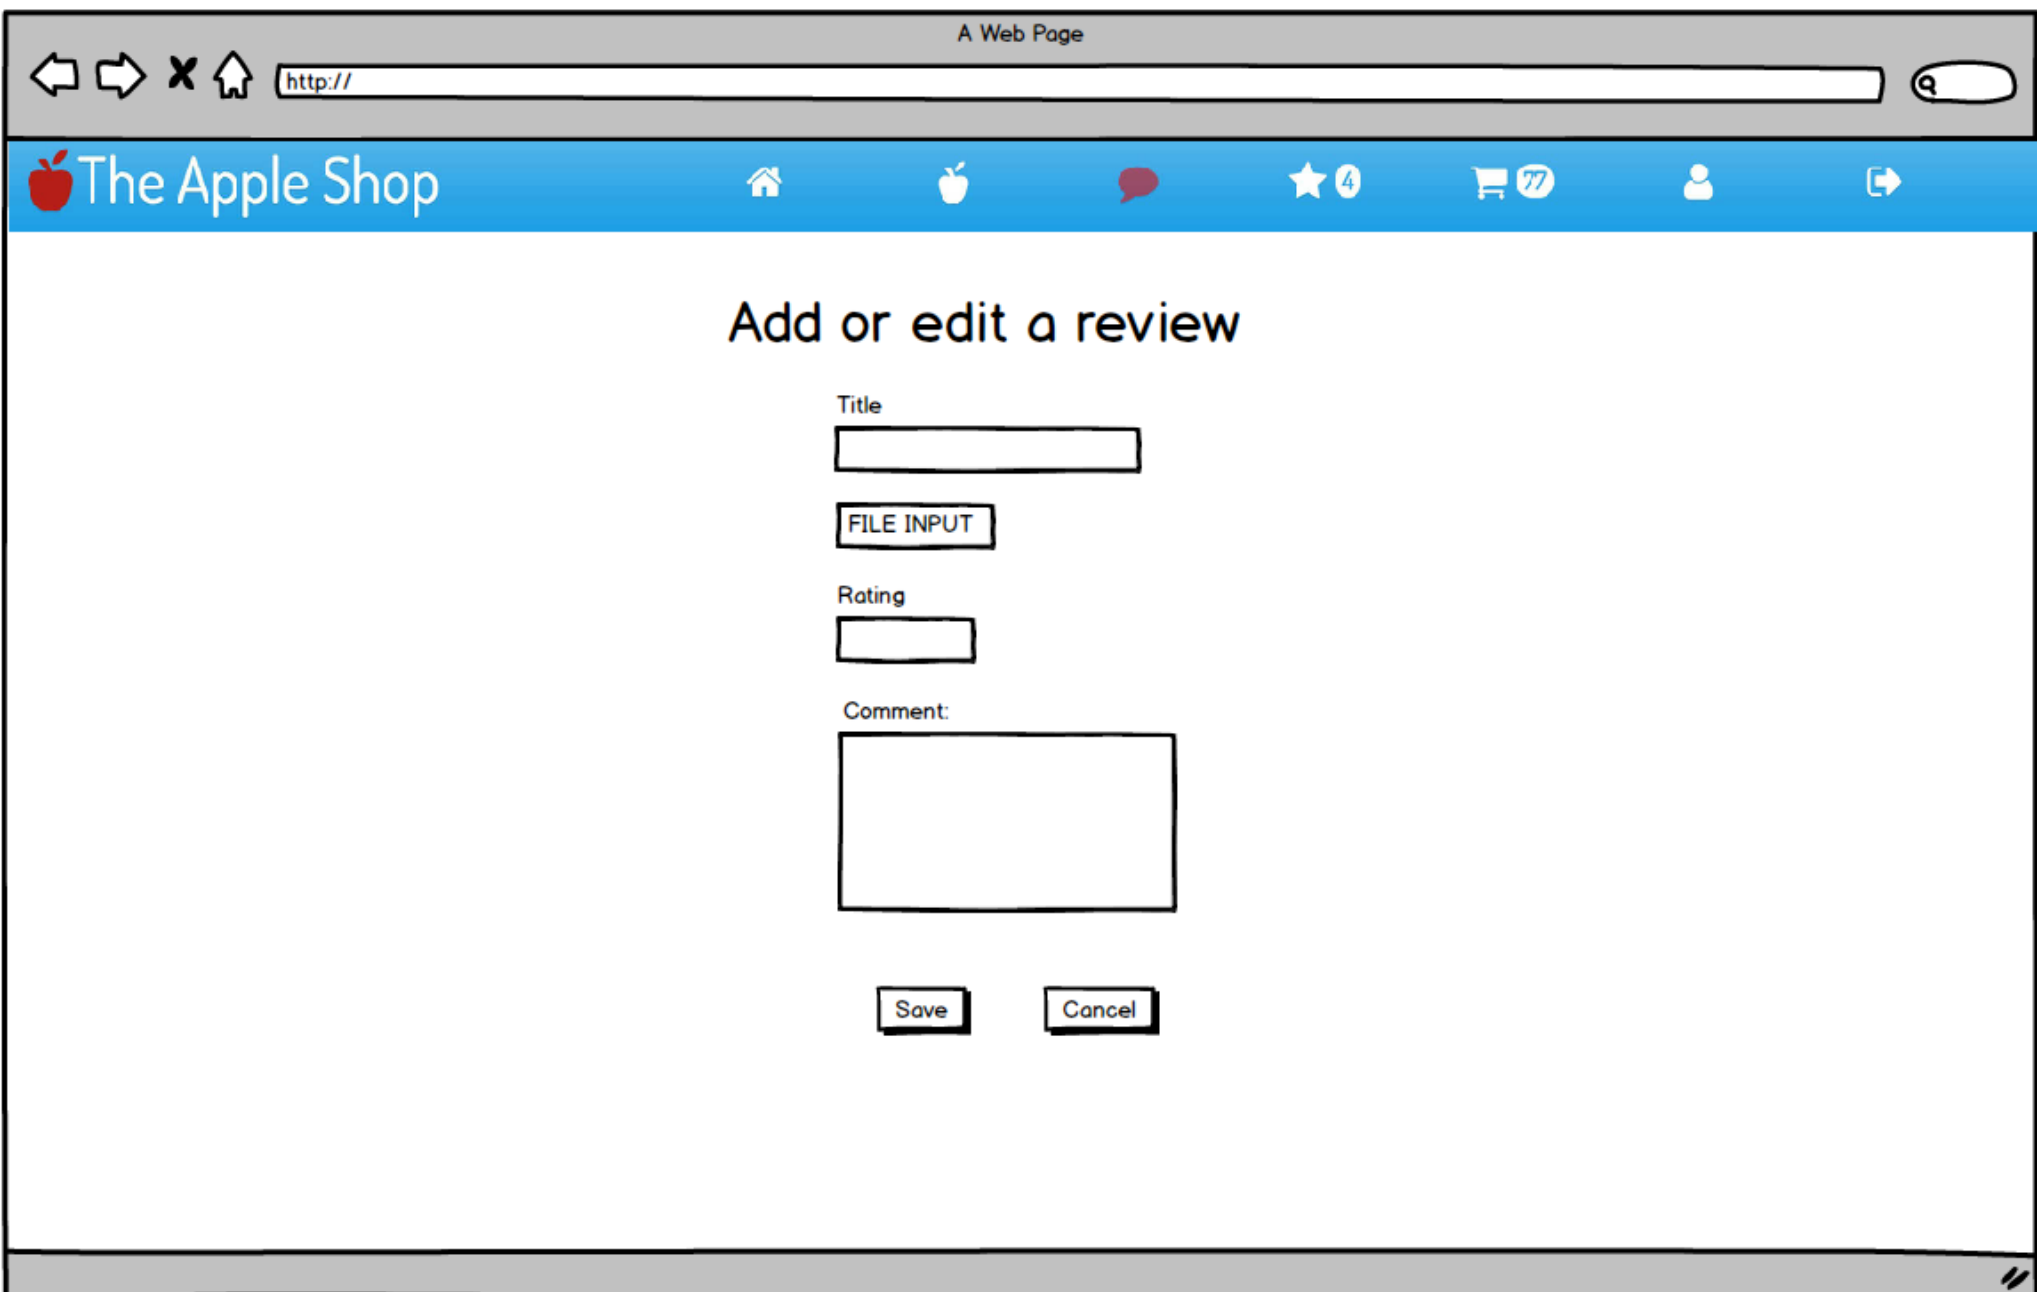 A Web Page
http://
The Apple Shop
4
77
Add or edit a review
Title
FILE INPUT
Rating
Comment:
Save
Cancel